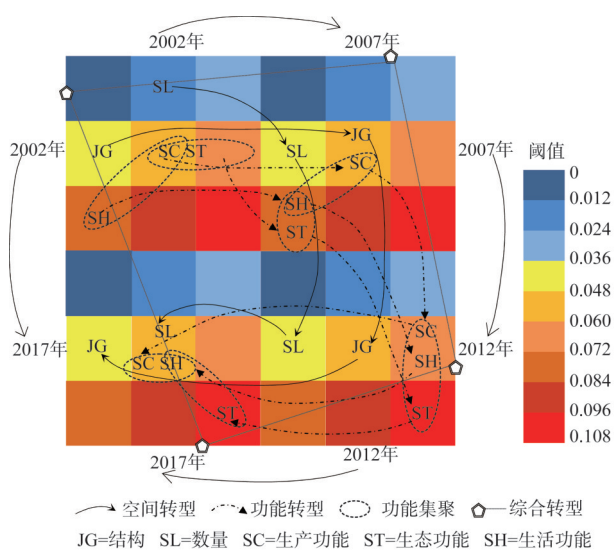 2002年 2007年
SL
2002年 JG SC ST SL JG SC 2007年 阈值
0
0.012
0.024
0.036
0.048
0.060
0.072
0.084
0.096
0.108
SH SH
ST
SL SC
2017年 JG SC SH SL JG SH 2012年
ST ST
2017年 2012年
空间转型 功能转型 功能集聚 综合转型
JG=结构 SL=数量 SC=生产功能 ST=生态功能 SH=生活功能